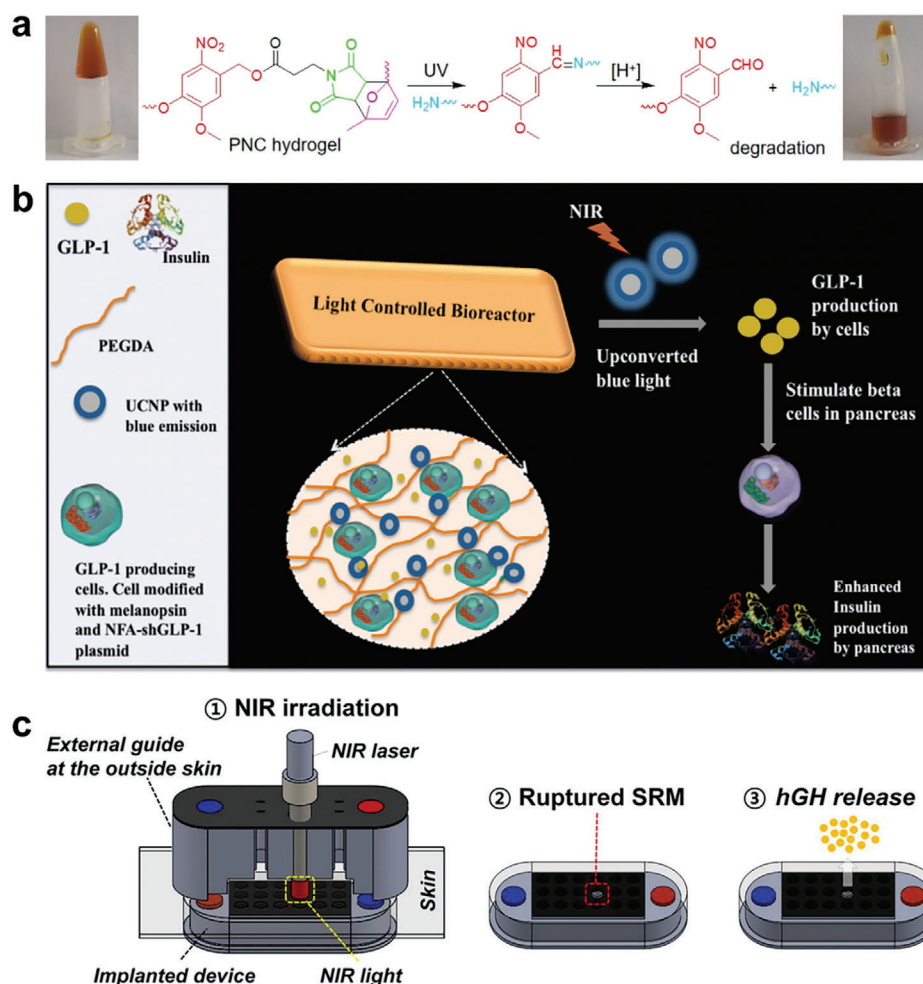 a
NO₂
O
O
O
N
O
O
O
O
PNC hydrogel
UV
H₂N
NO
H
C=N
O
O
[H⁺]
NO
CHO
O
O
+ H₂N
degradation
b
GLP-1
Insulin
PEGDA
UCNP with
blue emission
GLP-1 producing
cells. Cell modified
with melanopsin
and NFA-shGLP-1
plasmid
Light Controlled Bioreactor
NIR
Upconverted
blue light
GLP-1
production
by cells
Stimulate beta
cells in pancreas
Enhanced
Insulin
production
by pancreas
c
① NIR irradiation
External guide
at the outside skin
NIR laser
Skin
Implanted device
NIR light
② Ruptured SRM
③ hGH release